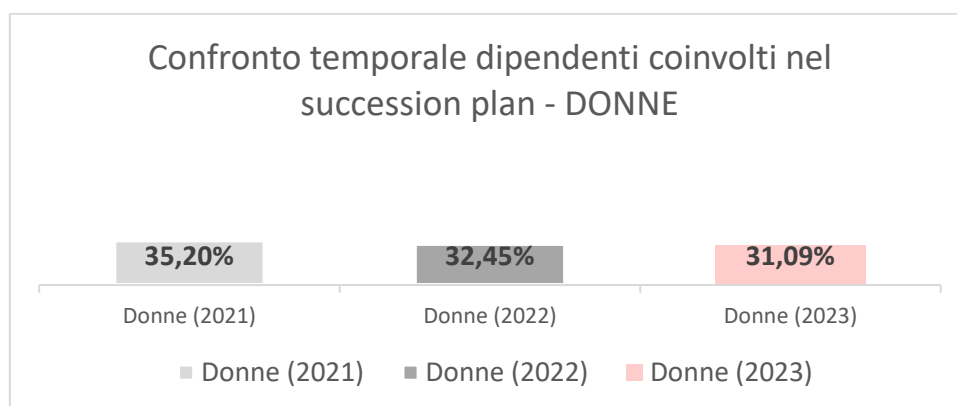 Confronto temporale dipendenti coinvolti nel
succession plan - DONNE
35,20% 32,45% 31,09%
Donne (2021) Donne (2022) Donne (2023)
Donne (2021) Donne (2022) Donne (2023)